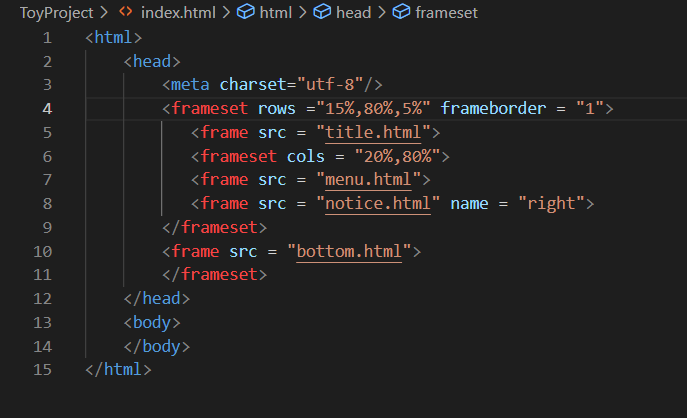 ToyProject > <> index.html > html > head > frameset
1 <html>
2     <head>
3         <meta charset="utf-8"/>
4         <frameset rows ="15%,80%,5%" frameborder = "1">
5            <frame src = "title.html">
6            <frameset cols = "20%,80%">
7            <frame src = "menu.html">
8            <frame src = "notice.html" name = "right">
9         </frameset>
10         <frame src = "bottom.html">
11         </frameset>
12     </head>
13     <body>
14     </body>
15 </html>